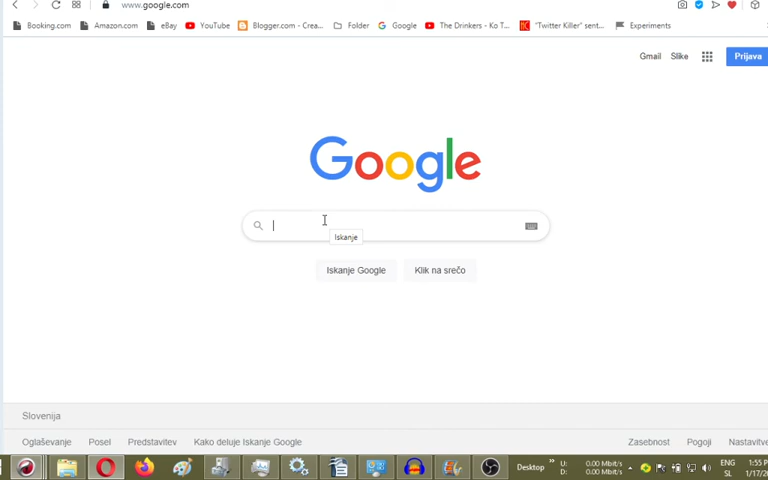 www.google.com
Booking.com Amazon.com eBay YouTube Blogger.com - Crea... Folder Google The Drinkers - Ko T... "Twitter Killer" sent... Experiments
Gmail Slike Prijava
Google
Iskanje
Iskanje Google Klik na srečo
Slovenija
Oglaševanje Posel Predstavitev Kako deluje Iskanje Google Zasebnost Pogoji Nastavitve
Desktop U: 0.00 Mbit/s ENG 1:55 P
D: 0.00 Mbit/s SL 1/17/20